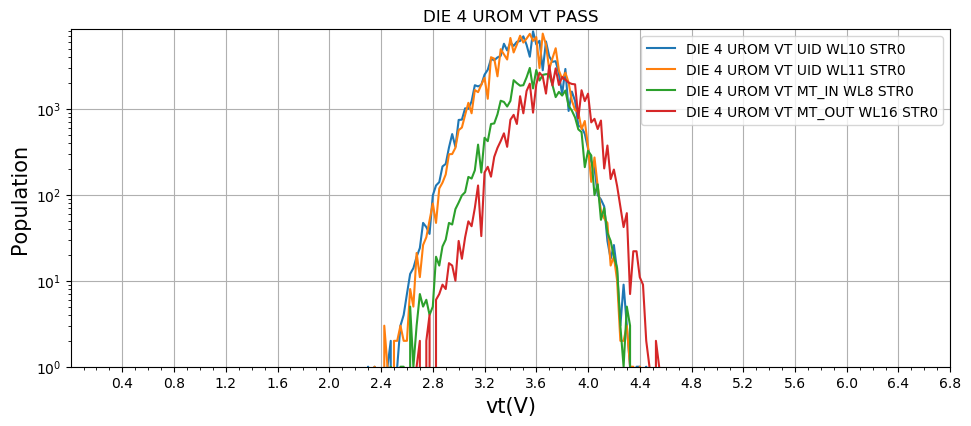 DIE 4 UROM VT PASS
DIE 4 UROM VT UID WL10 STR0
DIE 4 UROM VT UID WL11 STR0
DIE 4 UROM VT MT_IN WL8 STR0
DIE 4 UROM VT MT_OUT WL16 STR0
Population
10³
10²
10¹
10⁰
0.4 0.8 1.2 1.6 2.0 2.4 2.8 3.2 3.6 4.0 4.4 4.8 5.2 5.6 6.0 6.4 6.8
vt(V)